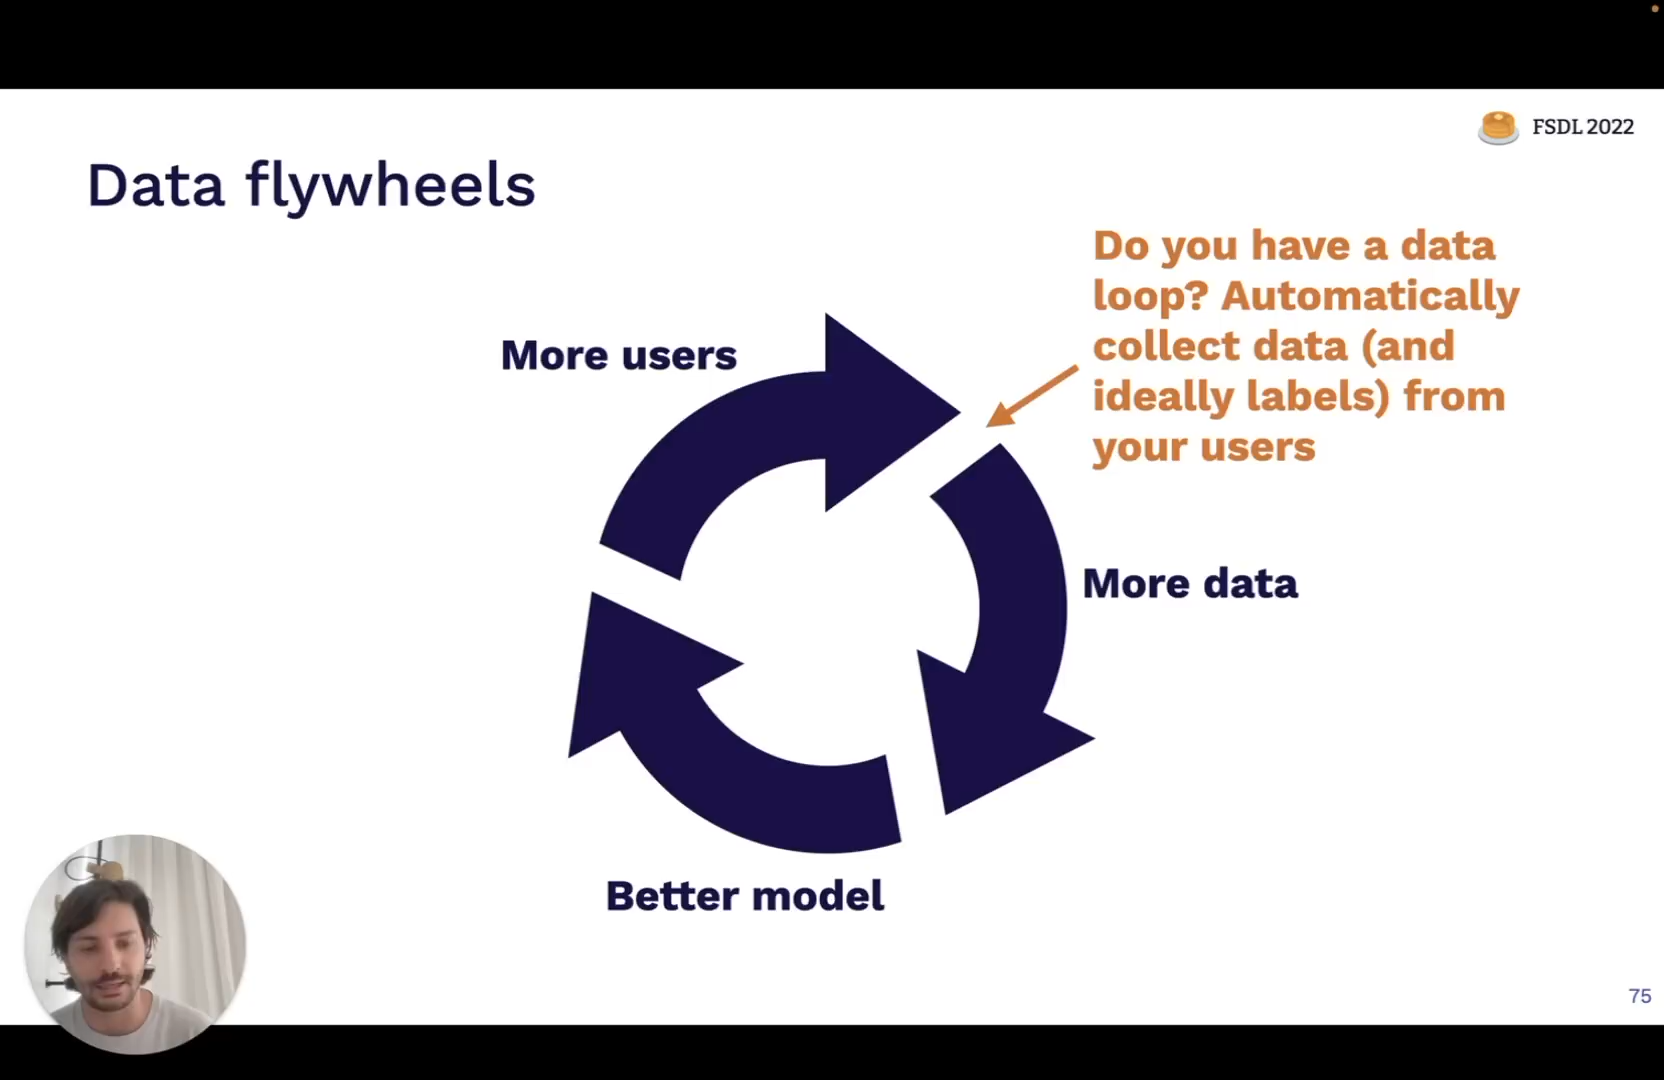 FSDL 2022
Data flywheels
Do you have a data
loop? Automatically
collect data (and
ideally labels) from
your users
More users
More data
Better model
75